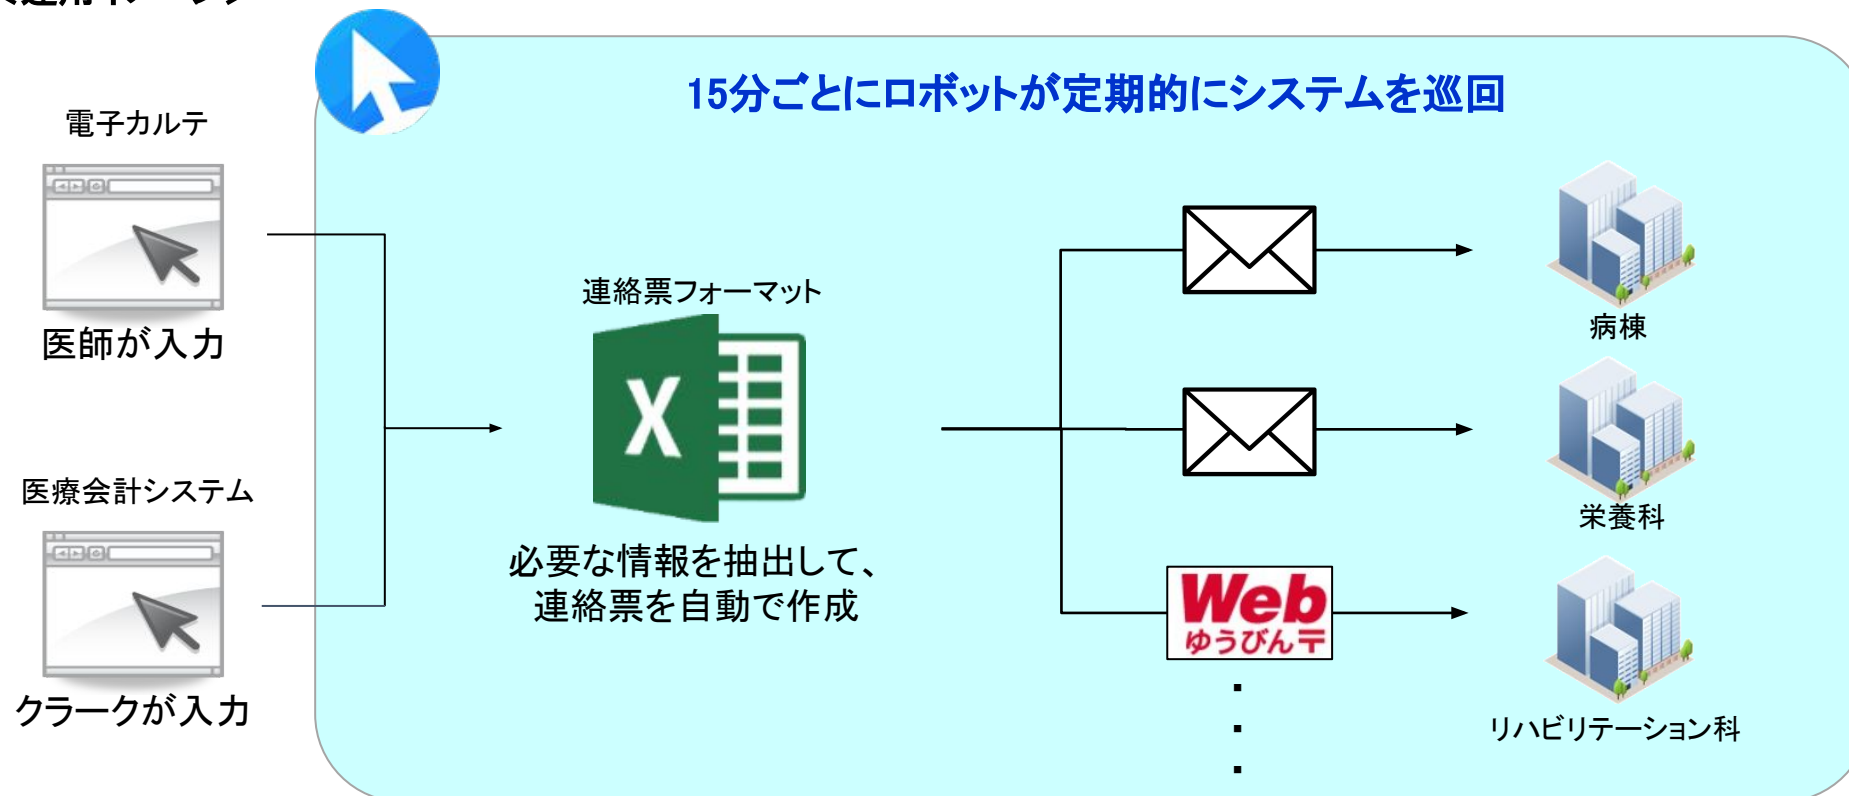 15分ごとにロボットが定期的にシステムを巡回
電子カルテ
医師が入力
医療会計システム
クラークが入力
連絡票フォーマット
X
必要な情報を抽出して、
連絡票を自動で作成
病棟
栄養科
Web
ゆうびん〒
リハビリテーション科